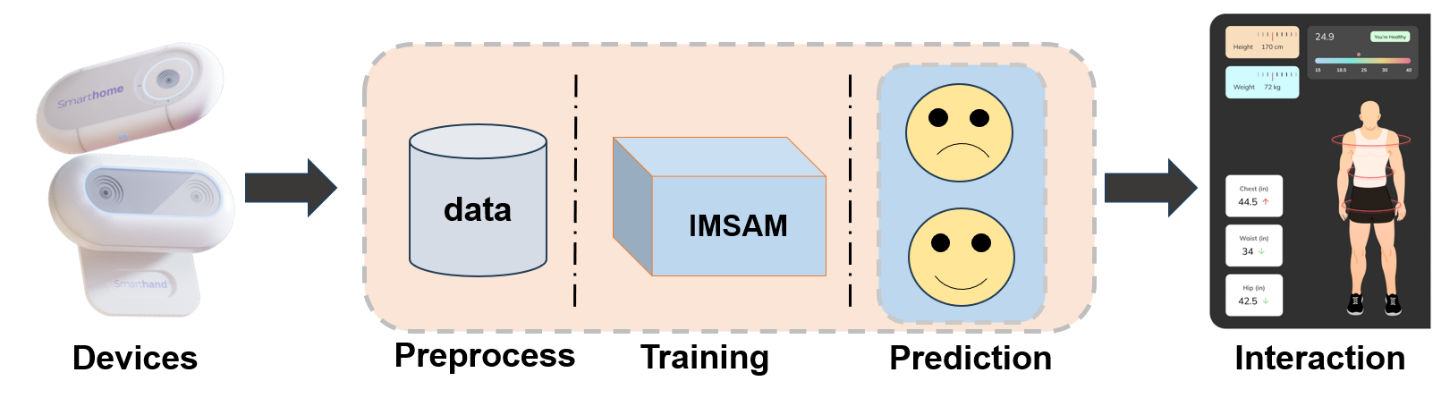 Smarthome
Smarthand
Devices
data
Preprocess
IMSAM
Training
Prediction
Height 170 cm
Weight 72 kg
24.9
You're Healthy
15 18.5 25 30 40
Chest (in)
44.5 ↑
Waist (in)
34 ↓
Hip (in)
42.5 ↓
Interaction